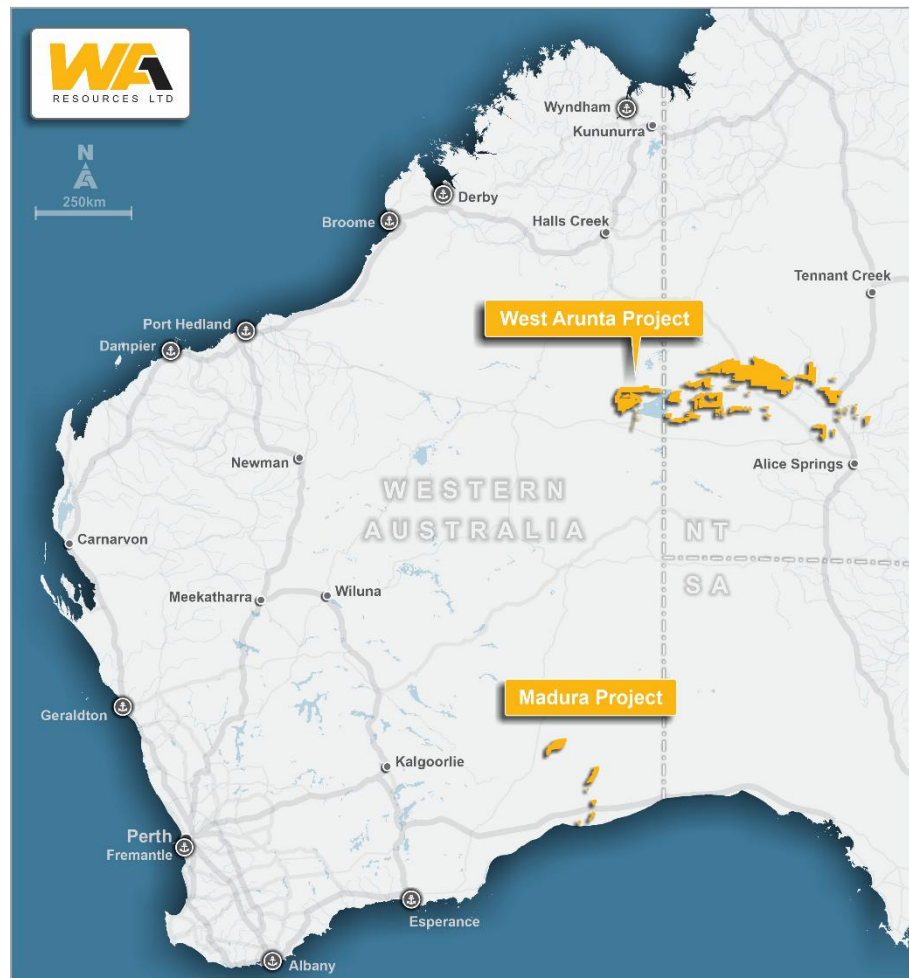 WA1
RESOURCES LTD
N
250km
Wyndham
Kununurra
Derby
Broome
Halls Creek
Tennant Creek
West Arunta Project
Port Hedland
Dampier
Newman
Alice Springs
WESTERN
AUSTRALIA
NT
SA
Carnarvon
Meekatharra
Wiluna
Madura Project
Geraldton
Kalgoorlie
Perth
Fremantle
Esperance
Albany